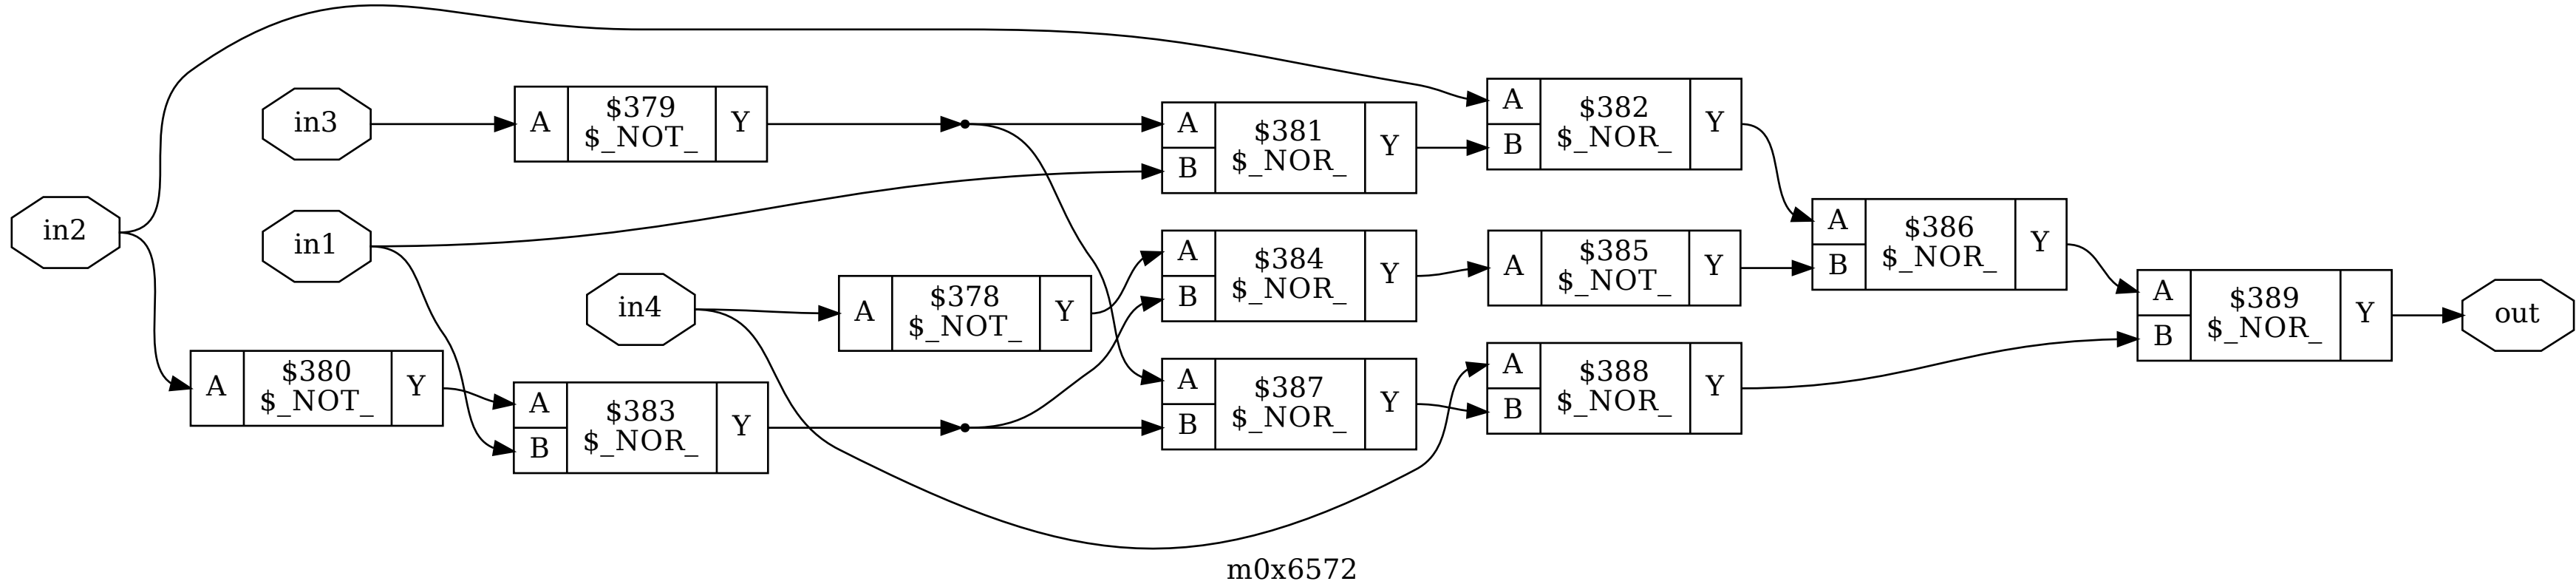 in3
A
$379
$_NOT_
Y
in2
in1
in4
A
$380
$_NOT_
Y
A
B
$383
$_NOR_
Y
A
$378
$_NOT_
Y
A
B
$381
$_NOR_
Y
A
B
$384
$_NOR_
Y
A
B
$387
$_NOR_
Y
A
B
$382
$_NOR_
Y
A
$385
$_NOT_
Y
A
B
$388
$_NOR_
Y
A
B
$386
$_NOR_
Y
A
B
$389
$_NOR_
Y
out
m0x6572